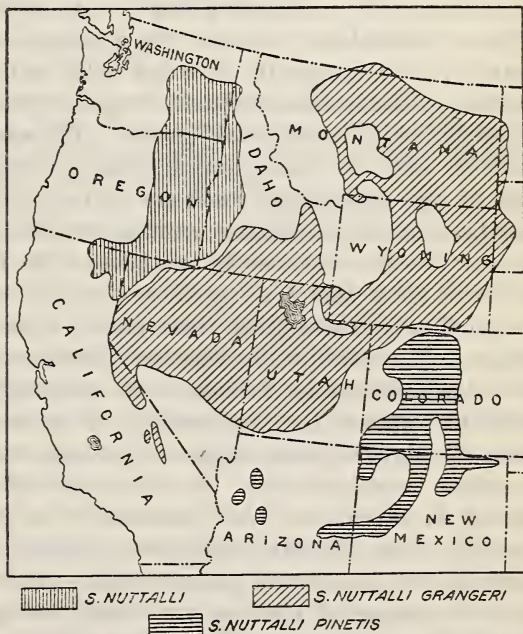 WASHINGTON
MONTANA
OREGON
IDAHO
WYOMING
CALIFORNIA
NEVADA
UTAH
COLORADO
ARIZONA
NEW
MEXICO
S. NUTTALLI
S. NUTTALLI GRANGERI
S. NUTTALLI PINETIS